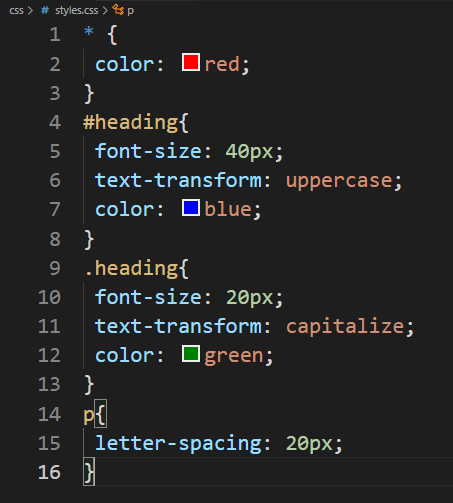 css > # styles.css > p
1 * {
2 color: red;
3 }
4 #heading{
5 font-size: 40px;
6 text-transform: uppercase;
7 color: blue;
8 }
9 .heading{
10 font-size: 20px;
11 text-transform: capitalize;
12 color: green;
13 }
14 p{
15 letter-spacing: 20px;
16 }